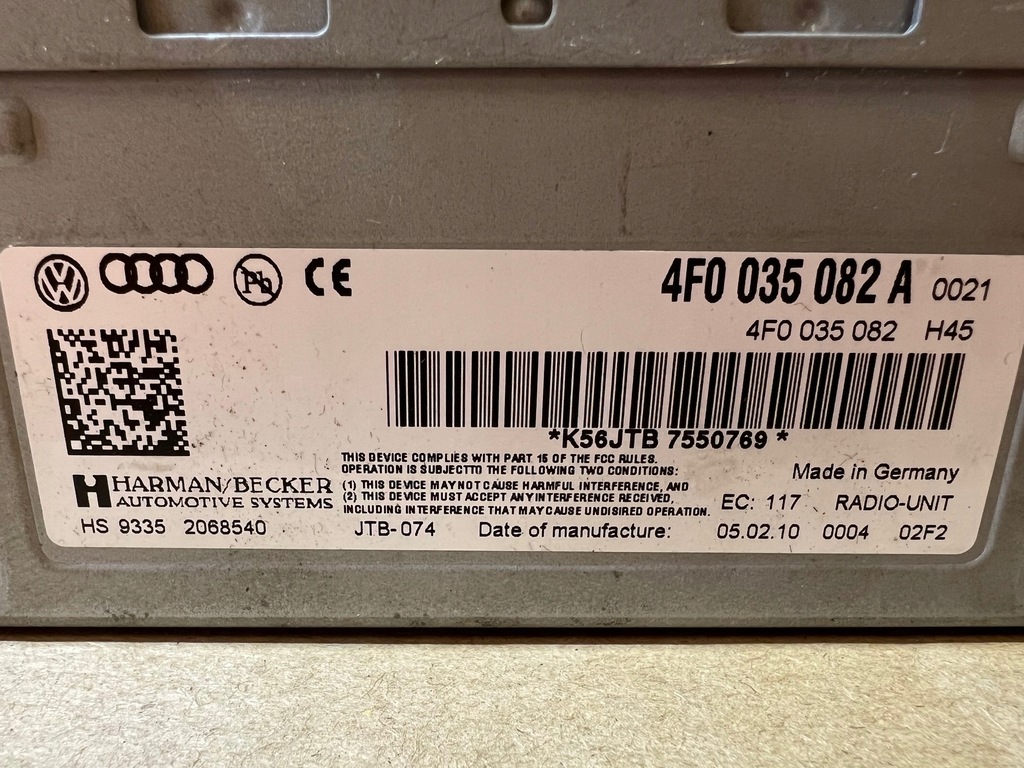 Pb CE 4F0 035 082 A 0021
4F0 035 082 H45
*K56JTB 7550769*
THIS DEVICE COMPLIES WITH PART 15 OF THE FCC RULES.
OPERATION IS SUBJECTTO THE FOLLOWING TWO CONDITIONS:
(1) THIS DEVICE MAY NOT CAUSE HARMFUL INTERFERENCE, AND
(2) THIS DEVICE MUST ACCEPT ANY INTERFERENCE RECEIVED,
INCLUDING INTERFERENCE THAT MAY CAUSE UNDISIRED OPERATION.
Made in Germany
EC: 117 RADIO-UNIT
H HARMAN/BECKER
AUTOMOTIVE SYSTEMS
HS 9335 2068540 JTB-074 Date of manufacture: 05.02.10 0004 02F2